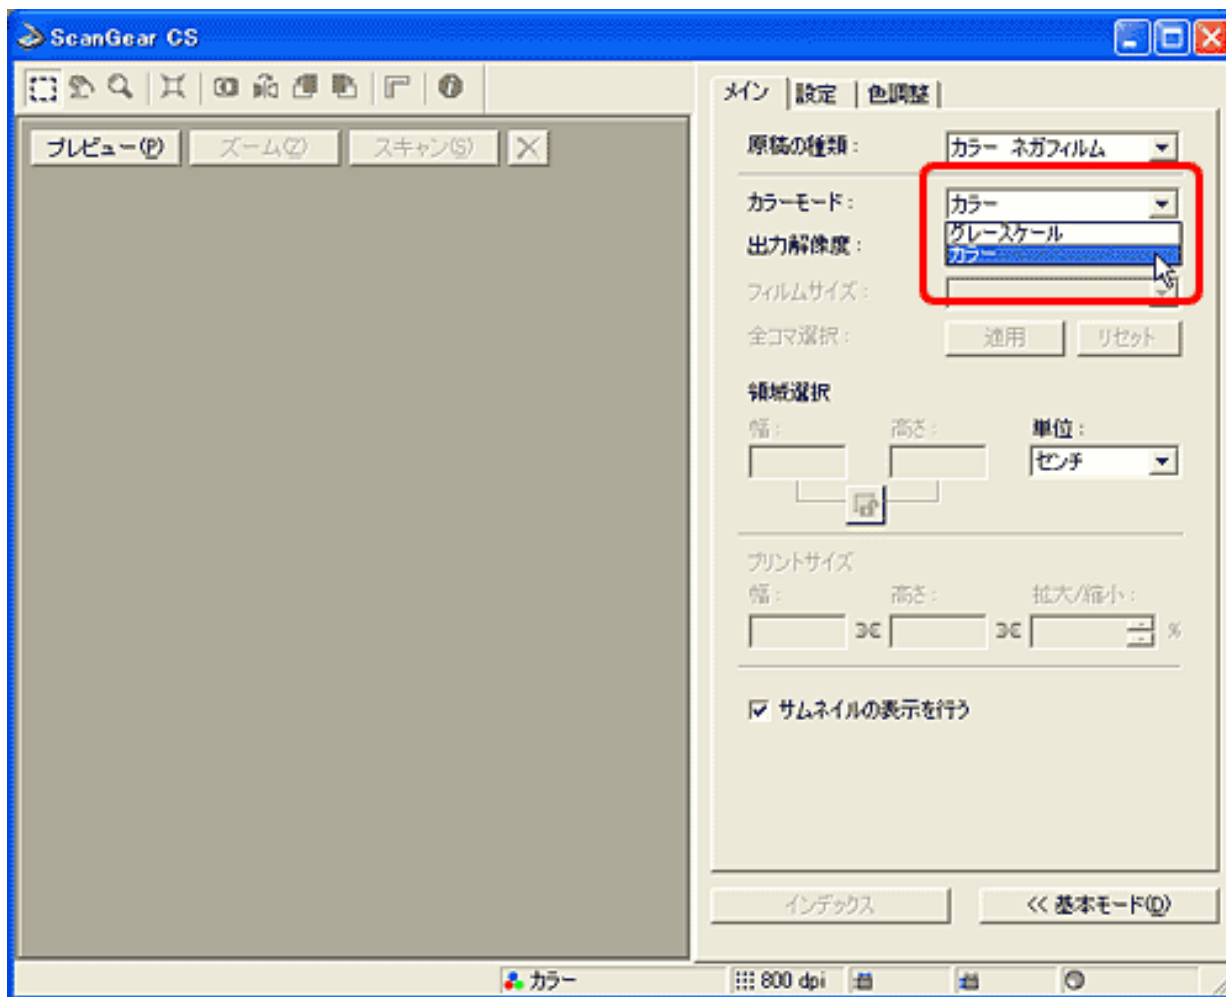 ScanGear CS
メイン 設定 色調整
プレビュー(P) ズーム(Z) スキャン(S)
原稿の種類： カラー ネガフィルム
カラーモード： カラー
グレースケール
出力解像度： カラー
フィルムサイズ：
全コマ選択： 適用 リセット
領域選択
幅： 高さ： 単位：
センチ
プリントサイズ
幅： 高さ： 拡大/縮小：
%
サムネイルの表示を行う
インデックス << 基本モード(D)
カラー 800 dpi